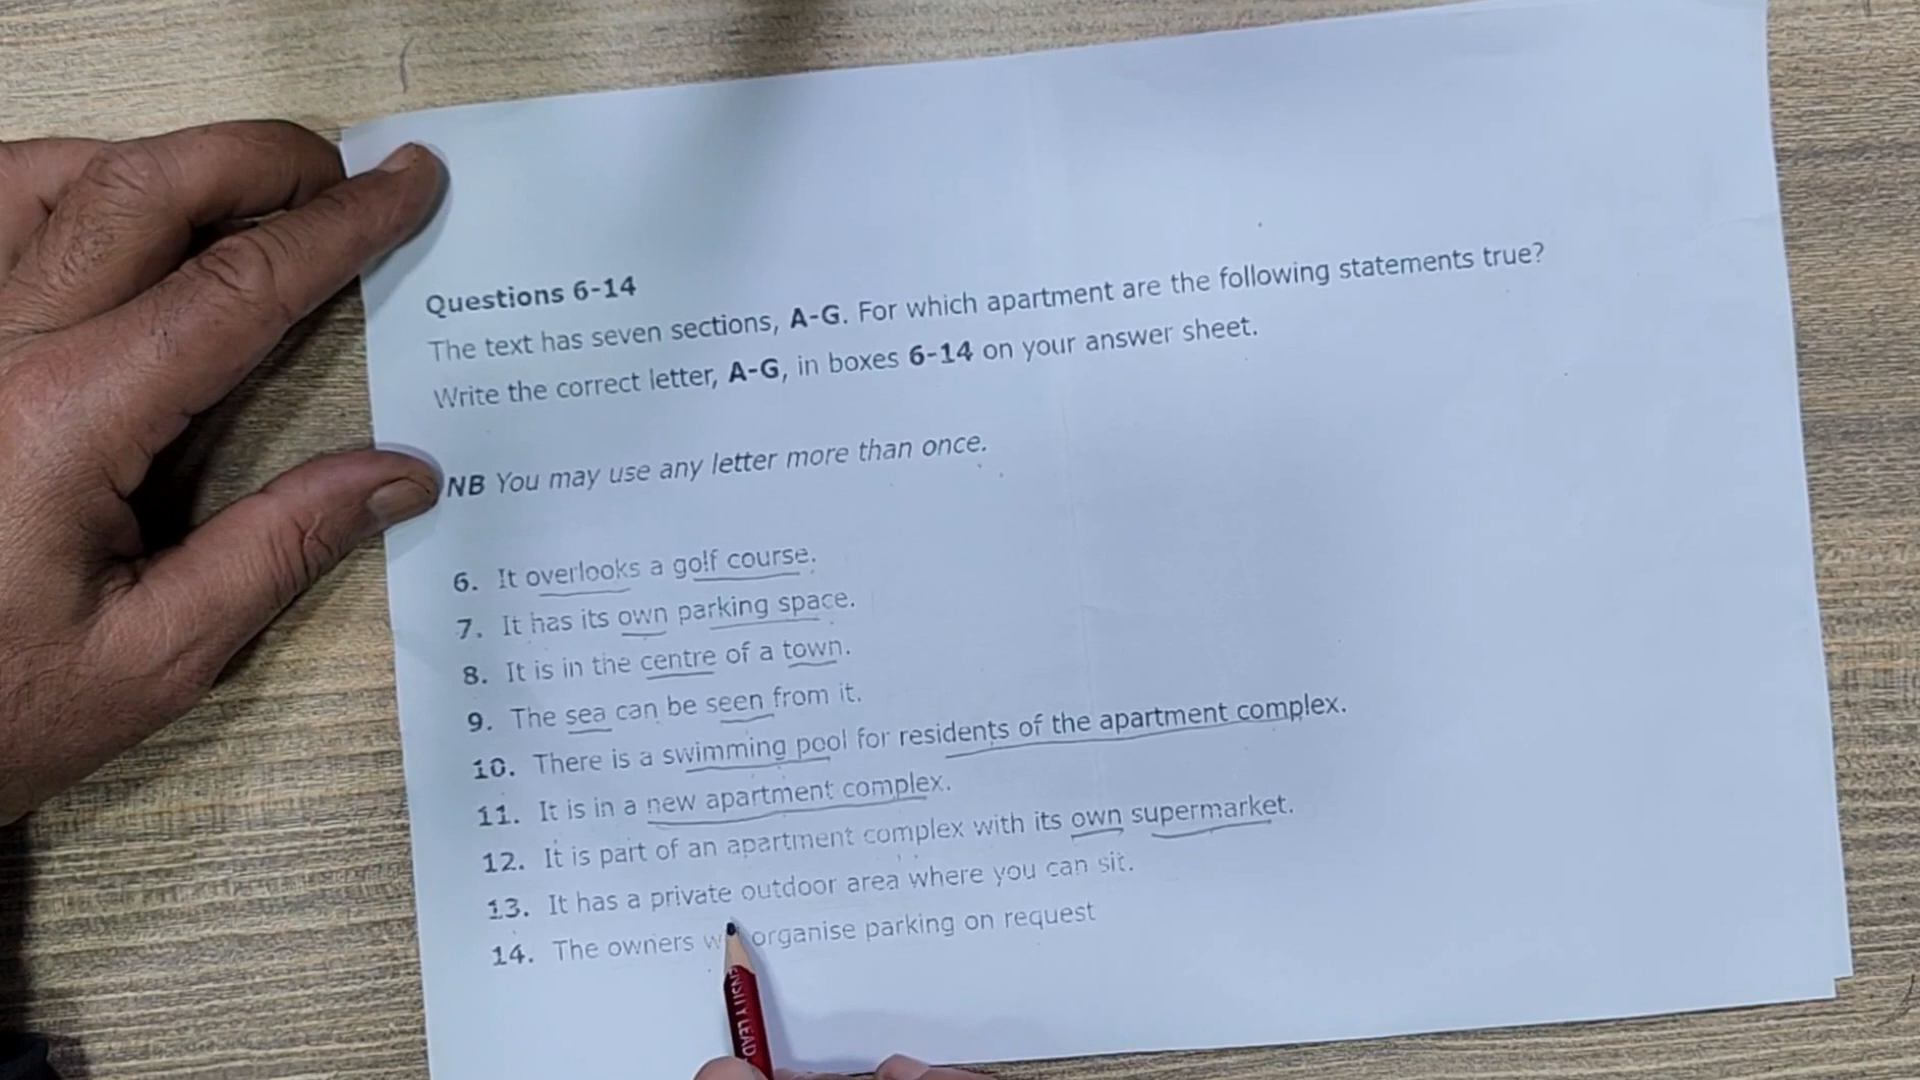 Questions 6-14
The text has seven sections, A-G. For which apartment are the following statements true?
Write the correct letter, A-G, in boxes 6-14 on your answer sheet.
NB You may use any letter more than once.
6. It overlooks a golf course.
7. It has its own parking space.
8. It is in the centre of a town.
9. The sea can be seen from it.
10. There is a swimming pool for residents of the apartment complex.
11. It is in a new apartment complex.
12. It is part of an apartment complex with its own supermarket.
13. It has a private outdoor area where you can sit.
14. The owners organise parking on request
LEAD